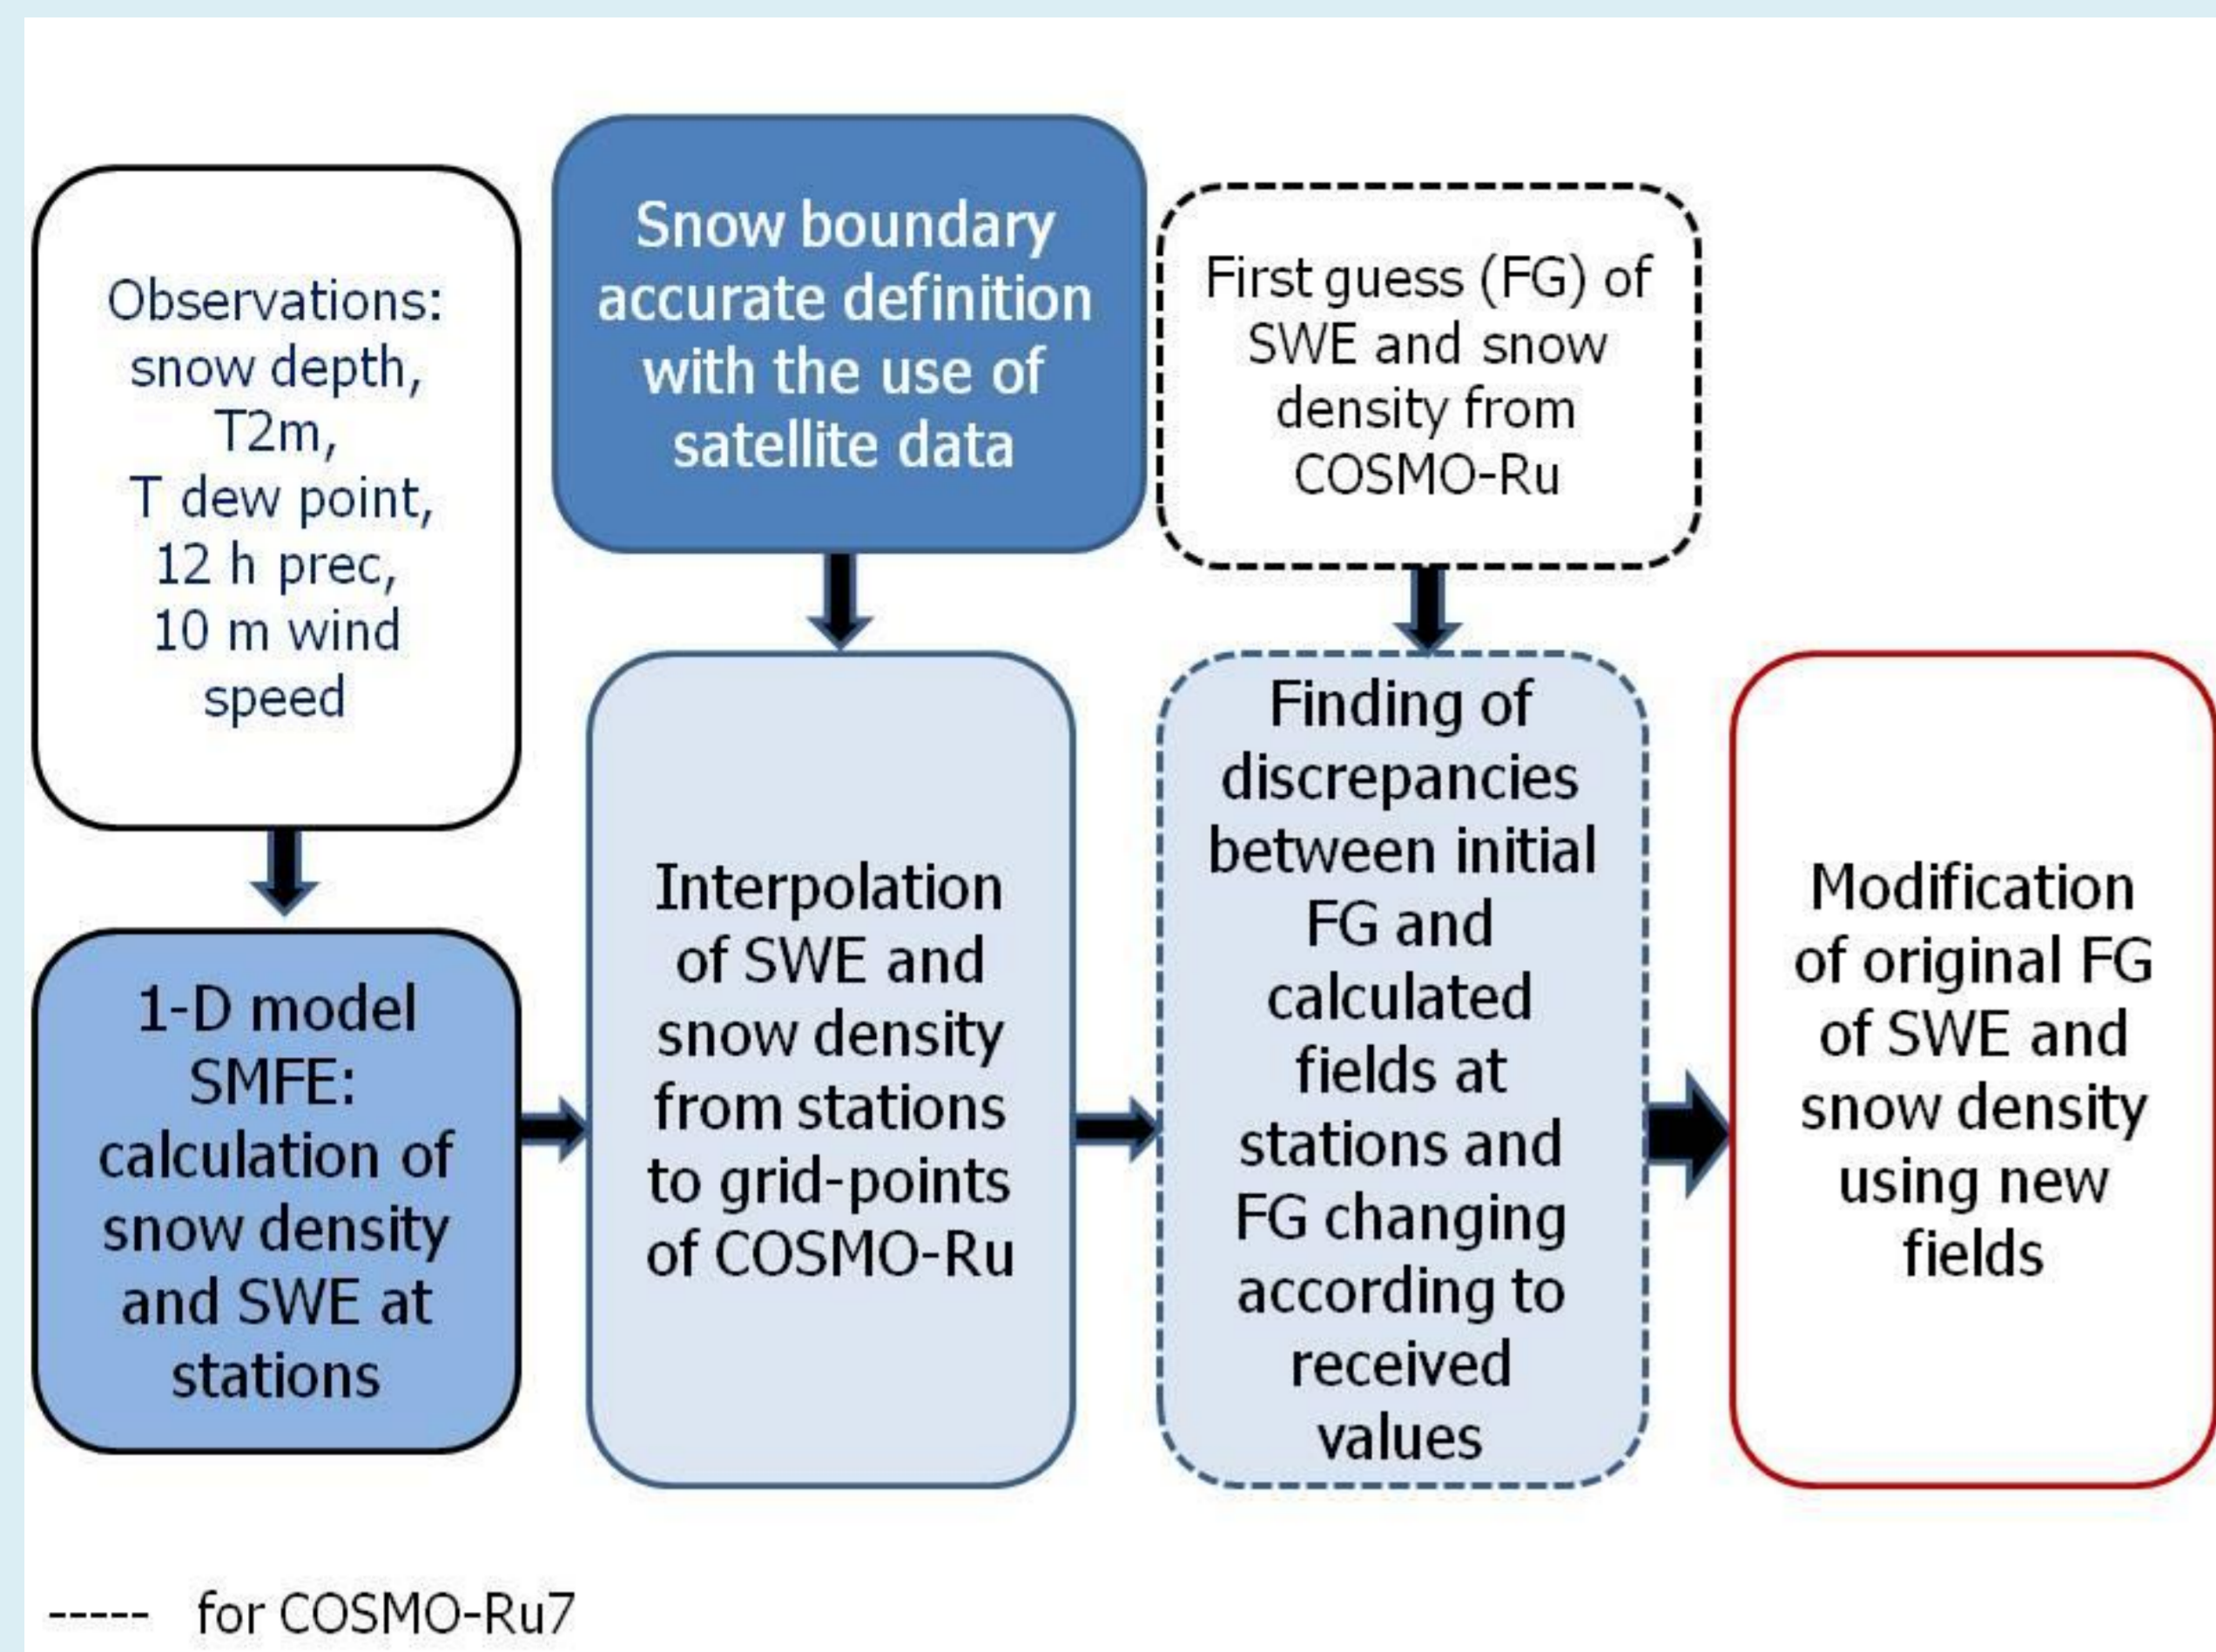 Observations:
snow depth,
T2m,
T dew point,
12 h prec,
10 m wind
speed
Snow boundary
accurate definition
with the use of
satellite data
First guess (FG) of
SWE and snow
density from
COSMO-Ru
1-D model
SMFE:
calculation of
snow density
and SWE at
stations
Interpolation
of SWE and
snow density
from stations
to grid-points
of COSMO-Ru
Finding of
discrepancies
between initial
FG and
calculated
fields at
stations and
FG changing
according to
received
values
Modification
of original FG
of SWE and
snow density
using new
fields
----- for COSMO-Ru7